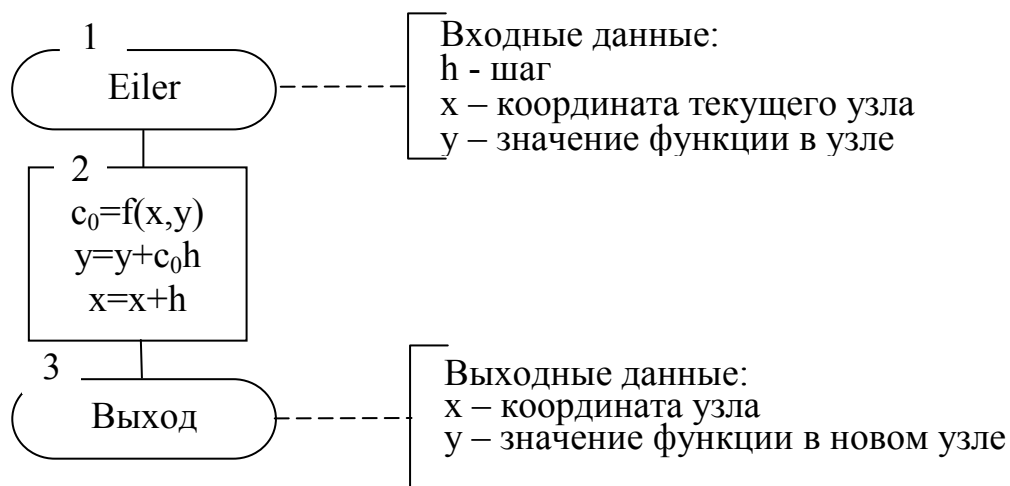 1
Eiler
Входные данные:
h - шаг
x – координата текущего узла
y – значение функции в узле
2
c₀=f(x,y)
y=y+c₀h
x=x+h
3
Выход
Выходные данные:
x – координата узла
y – значение функции в новом узле